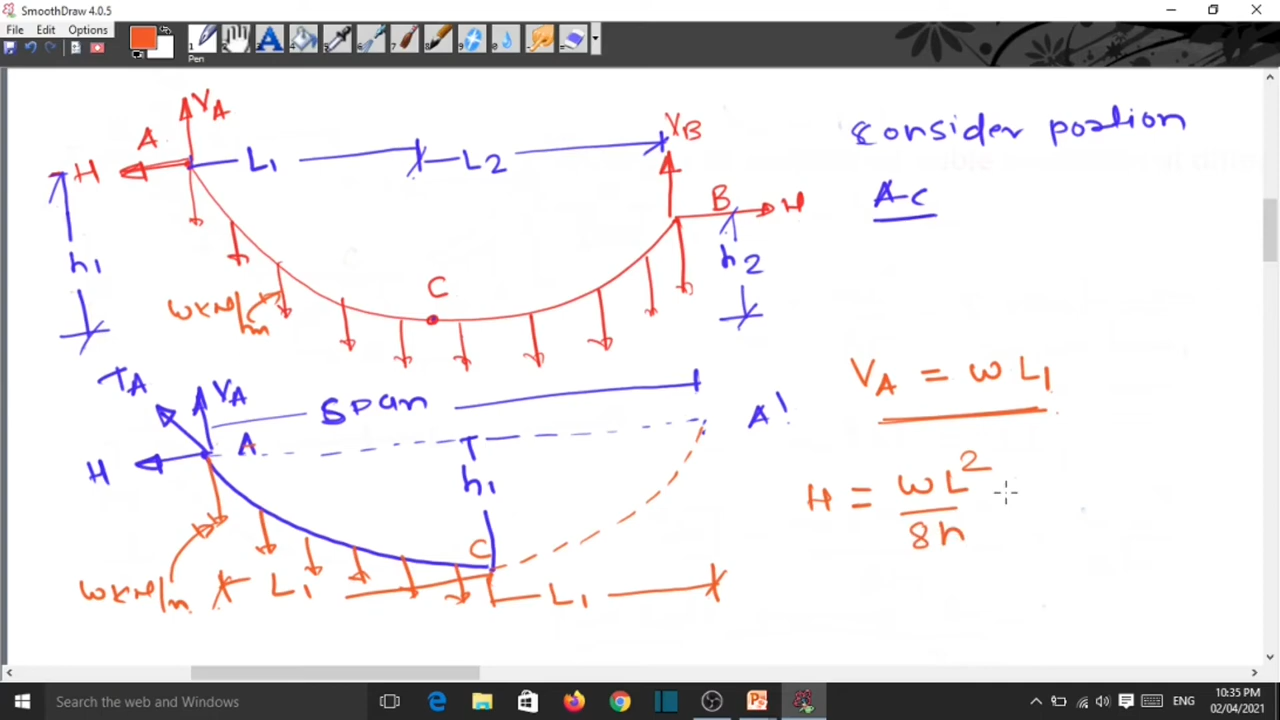 SmoothDraw 4.0.5
File Edit Options
Pen
A VA
H L1 L2 VB
B H
h1 h2
C
w kN/m
consider portion
AC
TA VA Span
H A A'
h1
C
w kN/m L1 L1
VA = w L1
H = wL²/8h
Search the web and Windows
ENG
10:35 PM
02/04/2021